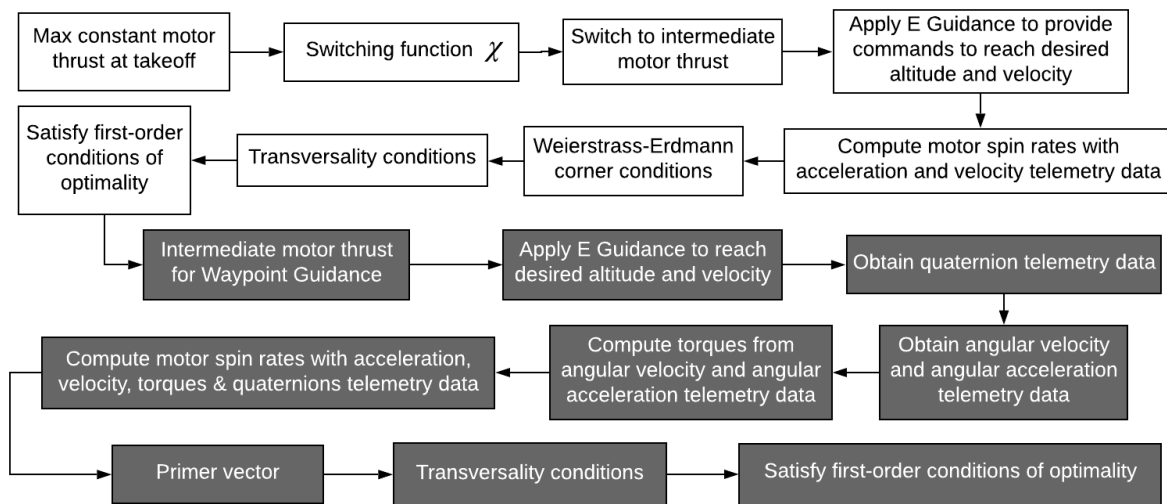 Max constant motor
thrust at takeoff
Switching function χ
Switch to intermediate
motor thrust
Apply E Guidance to provide
commands to reach desired
altitude and velocity
Compute motor spin rates with
acceleration and velocity telemetry data
Weierstrass-Erdmann
corner conditions
Transversality conditions
Satisfy first-order
conditions of
optimality
Intermediate motor thrust
for Waypoint Guidance
Apply E Guidance to reach
desired altitude and velocity
Obtain quaternion telemetry data
Obtain angular velocity
and angular acceleration
telemetry data
Compute torques from
angular velocity and angular
acceleration telemetry data
Compute motor spin rates with acceleration,
velocity, torques & quaternions telemetry data
Primer vector
Transversality conditions
Satisfy first-order conditions of optimality